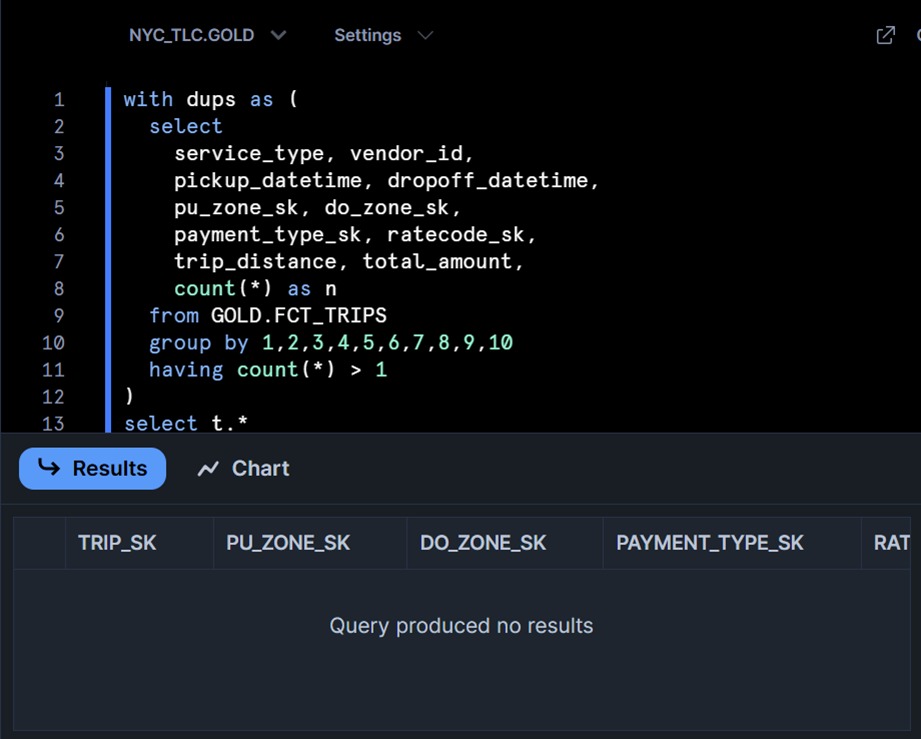 NYC_TLC.GOLD Settings
1 with dups as (
2 select
3 service_type, vendor_id,
4 pickup_datetime, dropoff_datetime,
5 pu_zone_sk, do_zone_sk,
6 payment_type_sk, ratecode_sk,
7 trip_distance, total_amount,
8 count(*) as n
9 from GOLD.FCT_TRIPS
10 group by 1,2,3,4,5,6,7,8,9,10
11 having count(*) > 1
12 )
13 select t.*
Results Chart
TRIP_SK PU_ZONE_SK DO_ZONE_SK PAYMENT_TYPE_SK RAT
Query produced no results